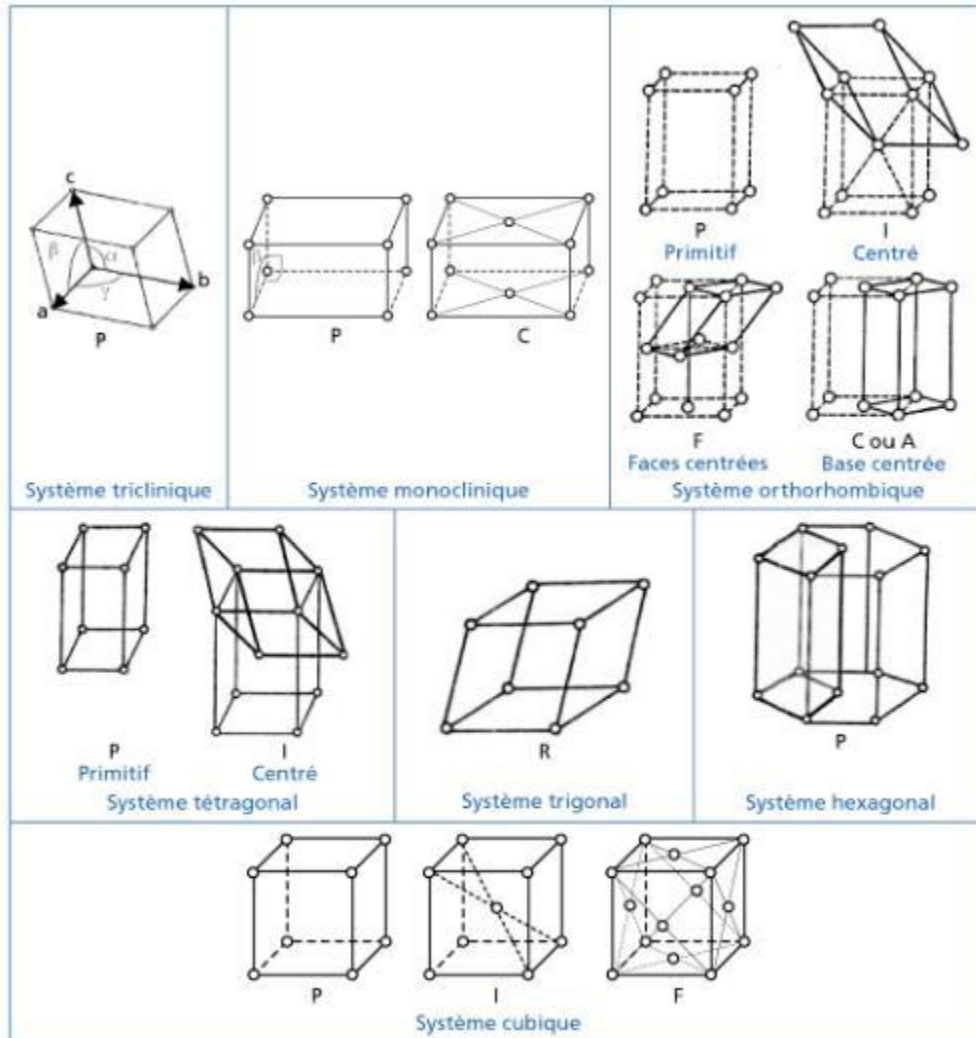 c
β
α
b
a
γ
P
Système triclinique
β
P
C
Système monoclinique
P
Primitif
I
Centré
F
Faces centrées
C ou A
Base centrée
Système orthorhombique
P
Primitif
I
Centré
Système tétragonal
R
Système trigonal
P
Système hexagonal
P
I
F
Système cubique